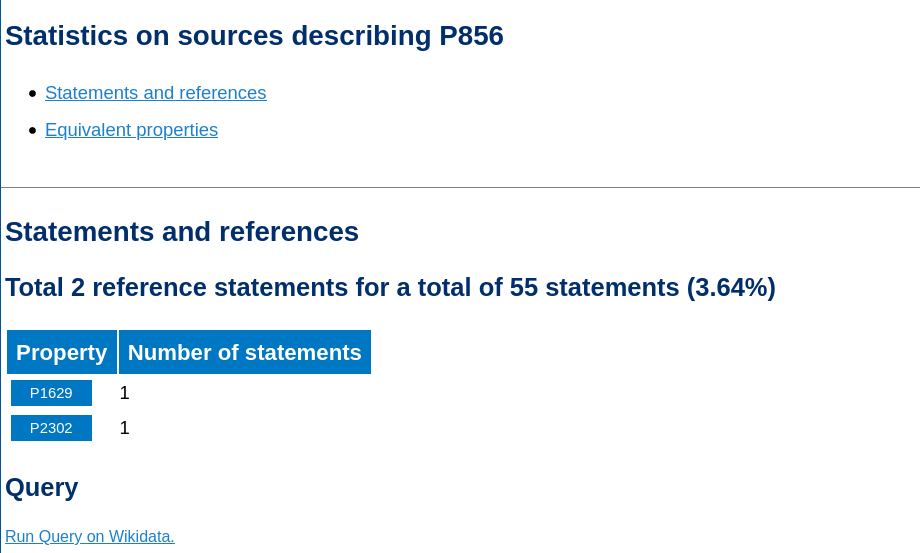 Statistics on sources describing P856
Statements and references
Equivalent properties
Statements and references
Total 2 reference statements for a total of 55 statements (3.64%)
Property Number of statements
P1629 1
P2302 1
Query
Run Query on Wikidata.